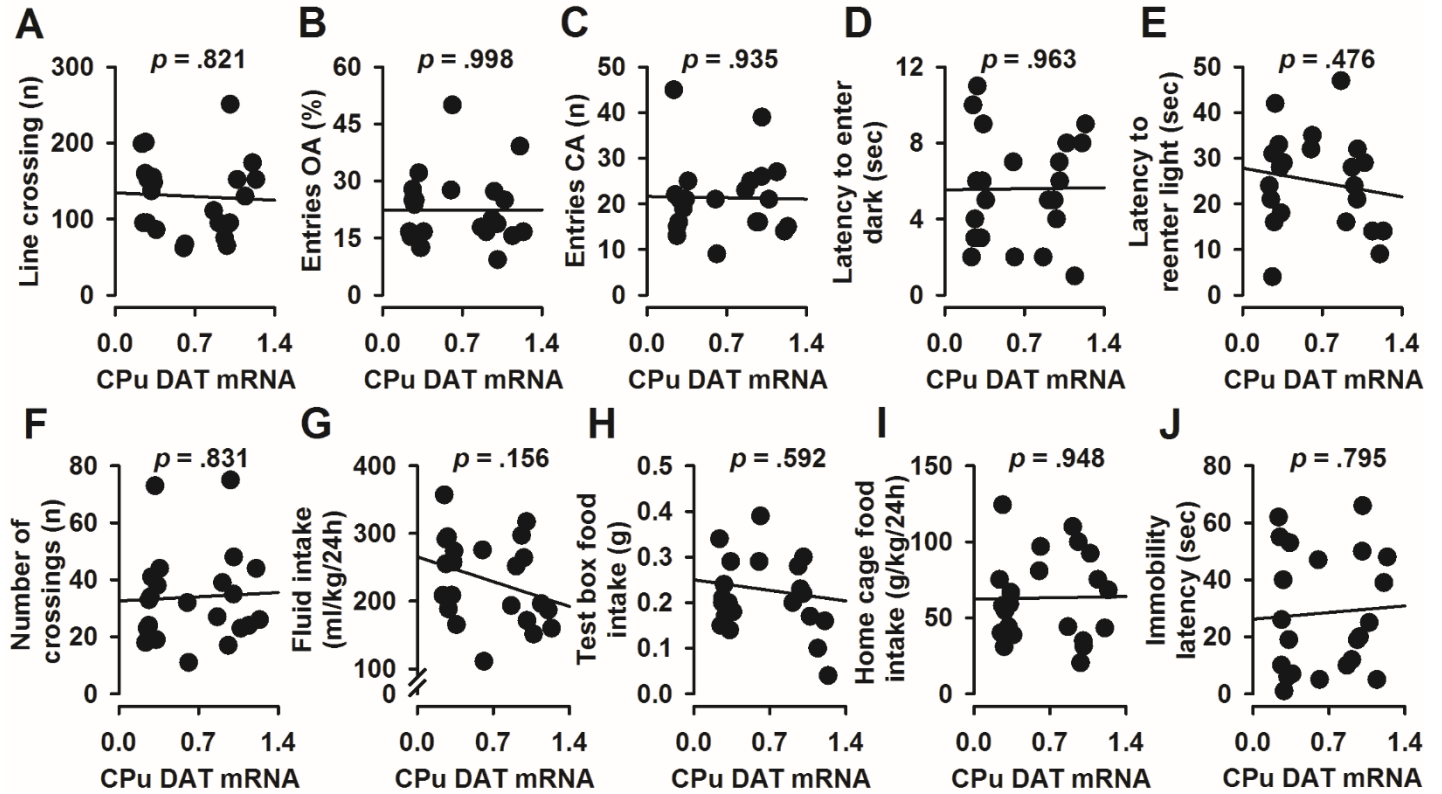 A
p = .821
Line crossing (n)
300
200
150
100
0
0.0 0.7 1.4
CPu DAT mRNA
B
p = .998
Entries OA (%)
60
45
30
15
0
0.0 0.7 1.4
CPu DAT mRNA
C
p = .935
Entries CA (n)
50
40
30
20
10
0
0.0 0.7 1.4
CPu DAT mRNA
D
p = .963
Latency to enter
dark (sec)
12
8
4
0
0.0 0.7 1.4
CPu DAT mRNA
E
p = .476
Latency to
reenter light (sec)
50
40
30
20
10
0
0.0 0.7 1.4
CPu DAT mRNA
F
p = .831
Number of
crossings (n)
80
60
40
20
0
0.0 0.7 1.4
CPu DAT mRNA
G
p = .156
Fluid intake
(ml/kg/24h)
400
300
200
100
0
0.0 0.7 1.4
CPu DAT mRNA
H
p = .592
Test box food
intake (g)
0.5
0.4
0.3
0.2
0.1
0.0
0.0 0.7 1.4
CPu DAT mRNA
I
p = .948
Home cage food
intake (g/kg/24h)
150
100
50
0
0.0 0.7 1.4
CPu DAT mRNA
J
p = .795
Immobility
latency (sec)
80
60
40
20
0
0.0 0.7 1.4
CPu DAT mRNA